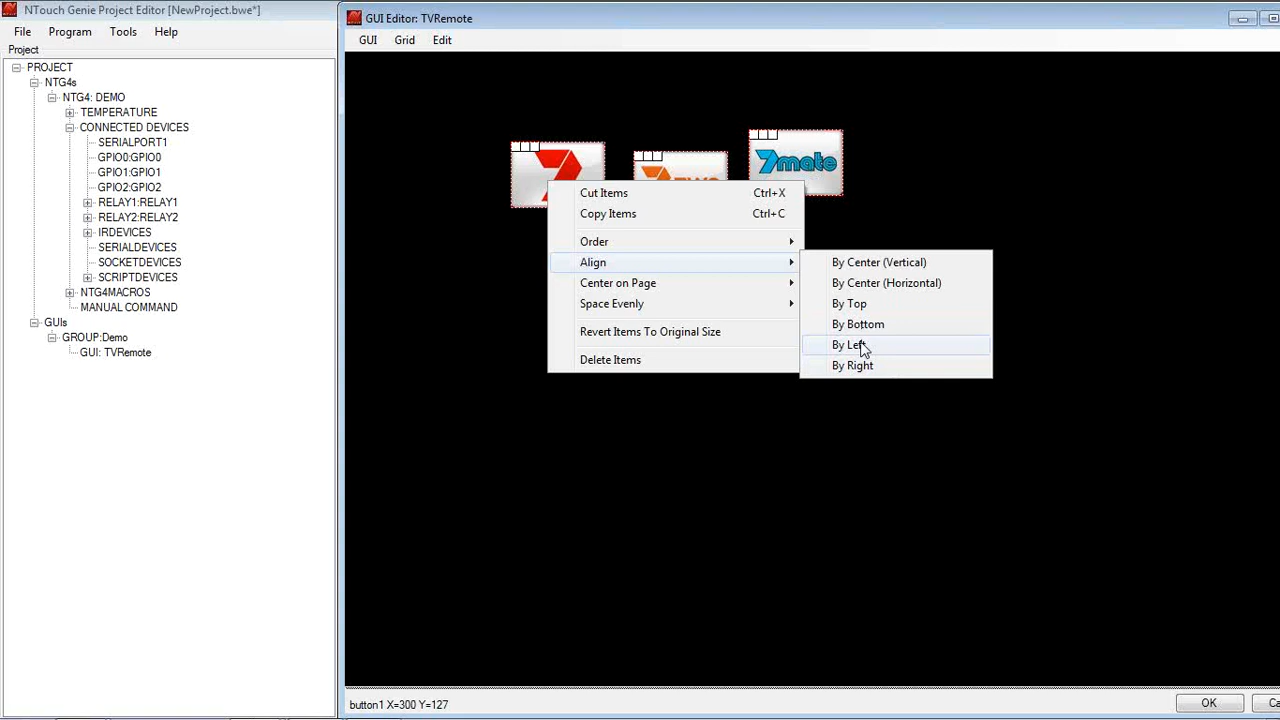 NTouch Genie Project Editor [NewProject.bwe*]
File Program Tools Help
Project
PROJECT
NTG4s
NTG4: DEMO
TEMPERATURE
CONNECTED DEVICES
SERIALPORT1
GPIO0:GPIO0
GPIO1:GPIO1
GPIO2:GPIO2
RELAY1:RELAY1
RELAY2:RELAY2
IRDEVICES
SERIALDEVICES
SOCKETDEVICES
SCRIPTDEVICES
NTG4MACROS
MANUAL COMMAND
GUIs
GROUP:Demo
GUI: TVRemote
GUI Editor: TVRemote
GUI Grid Edit
7
7mate
Cut Items Ctrl+X
Copy Items Ctrl+C
Order
Align
Center on Page
Space Evenly
Revert Items To Original Size
Delete Items
By Center (Vertical)
By Center (Horizontal)
By Top
By Bottom
By Left
By Right
button1 X=300 Y=127
OK